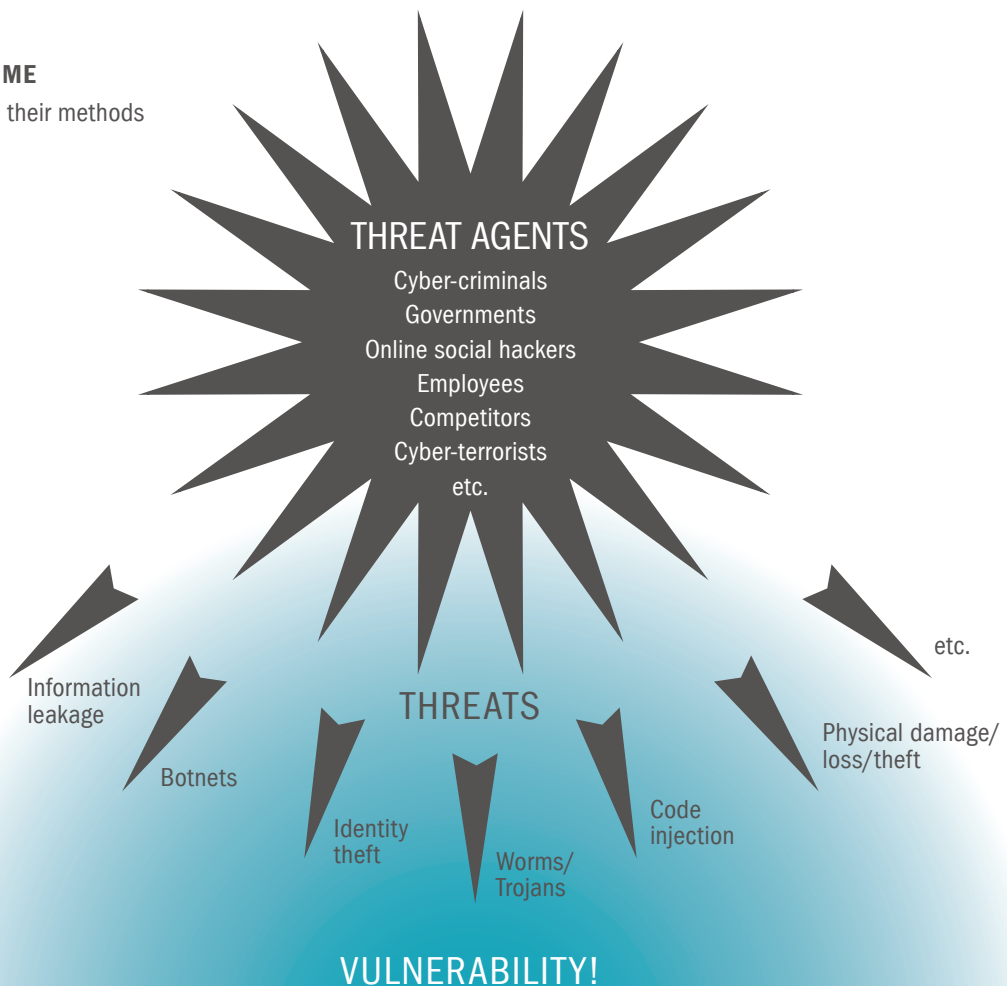 ME
their methods
THREAT AGENTS
Cyber-criminals
Governments
Online social hackers
Employees
Competitors
Cyber-terrorists
etc.
etc.
Information
leakage
THREATS
Physical damage/
loss/theft
Botnets
Code
injection
Identity
theft
Worms/
Trojans
VULNERABILITY!